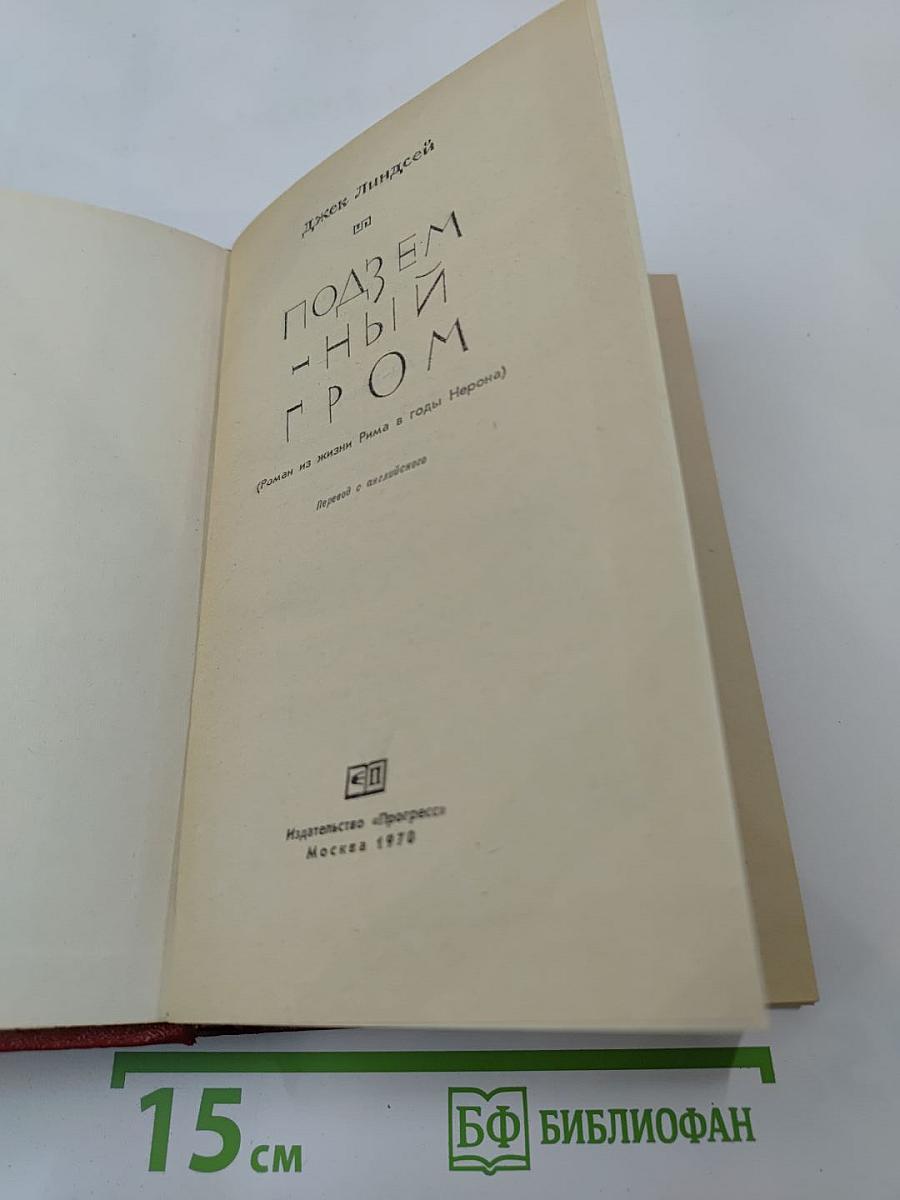 Джек Линдсей
ПОДЗЕМ
-НЫЙ
ГРОМ
(Роман из жизни Рима в годы Нерона)
Перевод с английского
Издательство «Прогресс»
Москва 1970
15 см
БФ БИБЛИОФАН